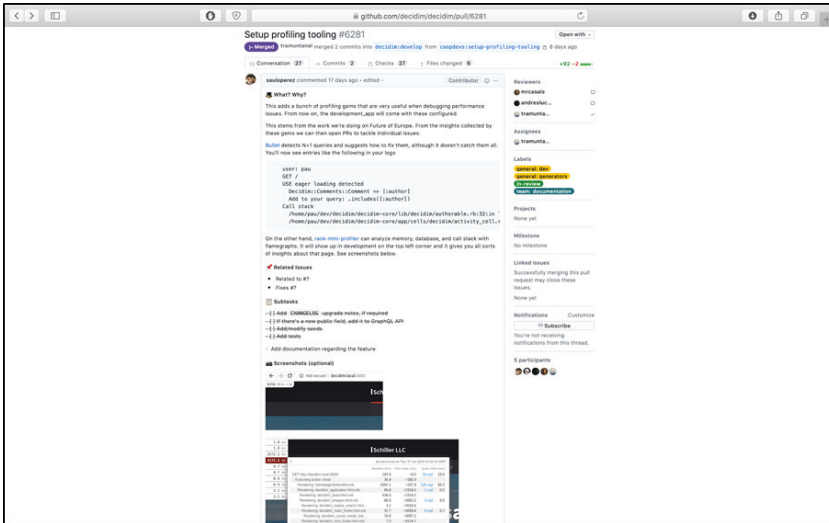 github.com/decidim/decidim/pull/6281
Setup profiling tooling #6281
Open with
Merged tramuntanal merged 2 commits into decidim:develop from coopdevs:setup-profiling-tooling 8 days ago
Conversation 27 Commits 2 Checks 27 Files changed 6
+92 −2
sauloperez commented 17 days ago • edited
Contributor
What? Why?
This adds a bunch of profiling gems that are very useful when debugging performance
issues. From now on, the development_app will come with these configured.
This stems from the work we're doing on Future of Europe. From the insights collected by
these gems we can then open PRs to tackle individual issues.
Bullet detects N+1 queries and suggests how to fix them, although it doesn't catch them all.
You'll now see entries like the following in your logs
user: pau
GET /
USE eager loading detected
Decidim::Comments::Comment => [:author]
Add to your query: .includes([:author])
Call stack
/home/pau/dev/decidim/decidim-core/lib/decidim/authorable.rb:32:in `
/home/pau/dev/decidim/decidim-core/app/cells/decidim/activity_cell.r
On the other hand, rack-mini-profiler can analyze memory, database, and call stack with
flamegraphs. It will show up in development on the top left corner and it gives you all sorts
of insights about that page. See screenshots below.
Related Issues
Related to #?
Fixes #?
Subtasks
- [ ] Add CHANGELOG upgrade notes, if required
- [ ] If there's a new public field, add it to GraphQL API
- [ ] Add/modify seeds
- [ ] Add tests
Add documentation regarding the feature
Screenshots (optional)
Not secure | decidim.local:3000
Sch
Schiller LLC
Reviewers
mrcasals
andresluc...
tramunta...
Assignees
tramunta...
Labels
general: dev
general: generators
in-review
team: documentation
Projects
None yet
Milestone
No milestone
Linked issues
Successfully merging this pull
request may close these
issues.
None yet
Notifications Customize
Subscribe
You're not receiving
notifications from this thread.
5 participants